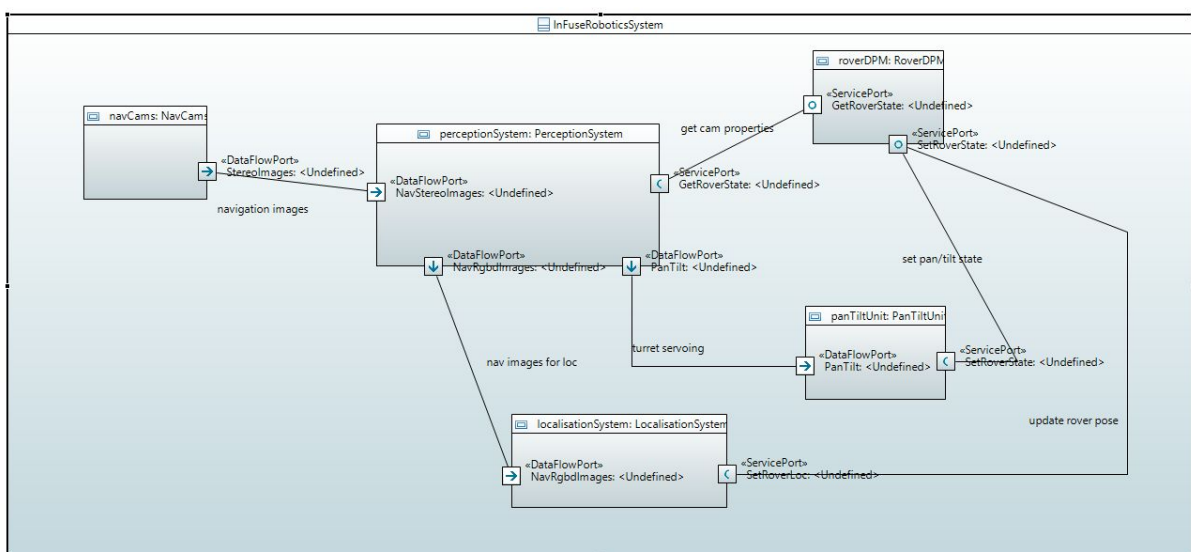 InFuseRoboticsSystem
roverDPM: RoverDPM
«ServicePort»
GetRoverState: <Undefined>
«ServicePort»
SetRoverState: <Undefined>
navCams: NavCams
«DataFlowPort»
StereoImages: <Undefined>
navigation images
perceptionSystem: PerceptionSystem
«DataFlowPort»
NavStereoImages: <Undefined>
get cam properties
«ServicePort»
GetRoverState: <Undefined>
«DataFlowPort»
NavRgbdImages: <Undefined>
«DataFlowPort»
PanTilt: <Undefined>
set pan/tilt state
panTiltUnit: PanTiltUnit
«DataFlowPort»
PanTilt: <Undefined>
«ServicePort»
SetRoverState: <Undefined>
turret servoing
nav images for loc
update rover pose
localisationSystem: LocalisationSystem
«DataFlowPort»
NavRgbdImages: <Undefined>
«ServicePort»
SetRoverLoc: <Undefined>